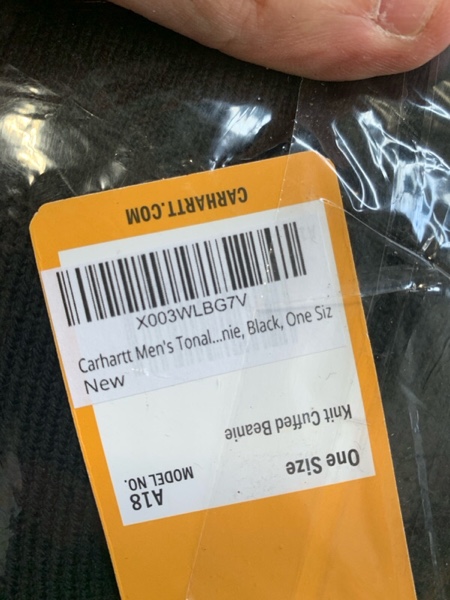 CARHARTT.COM
X003WLBG7V
Carhartt Men's Tonal...nie, Black, One Siz
New
Knit Cuffed Beanie
One Size
MODEL NO.
A18